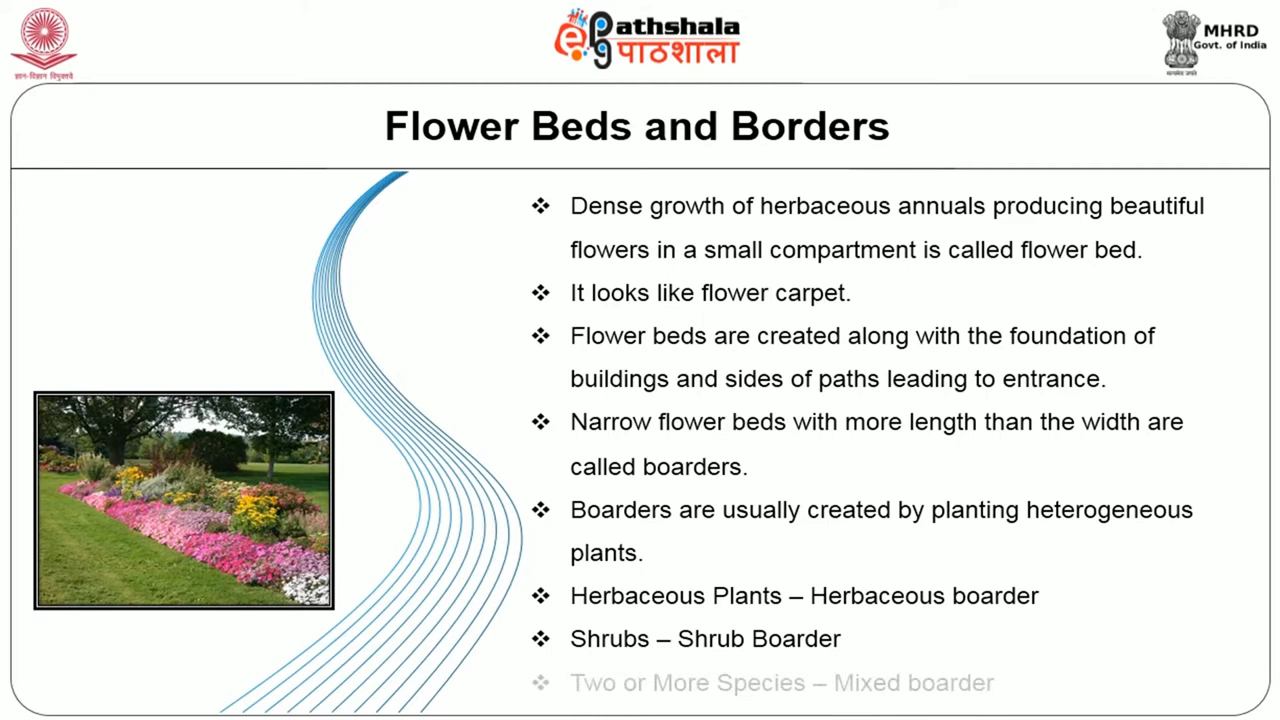 ज्ञान-विज्ञान विमुक्तये
ePathshala
पाठशाला
MHRD
Govt. of India
सत्यमेव जयते
Flower Beds and Borders
❖ Dense growth of herbaceous annuals producing beautiful
flowers in a small compartment is called flower bed.
❖ It looks like flower carpet.
❖ Flower beds are created along with the foundation of
buildings and sides of paths leading to entrance.
❖ Narrow flower beds with more length than the width are
called boarders.
❖ Boarders are usually created by planting heterogeneous
plants.
❖ Herbaceous Plants – Herbaceous boarder
❖ Shrubs – Shrub Boarder
❖ Two or More Species – Mixed boarder